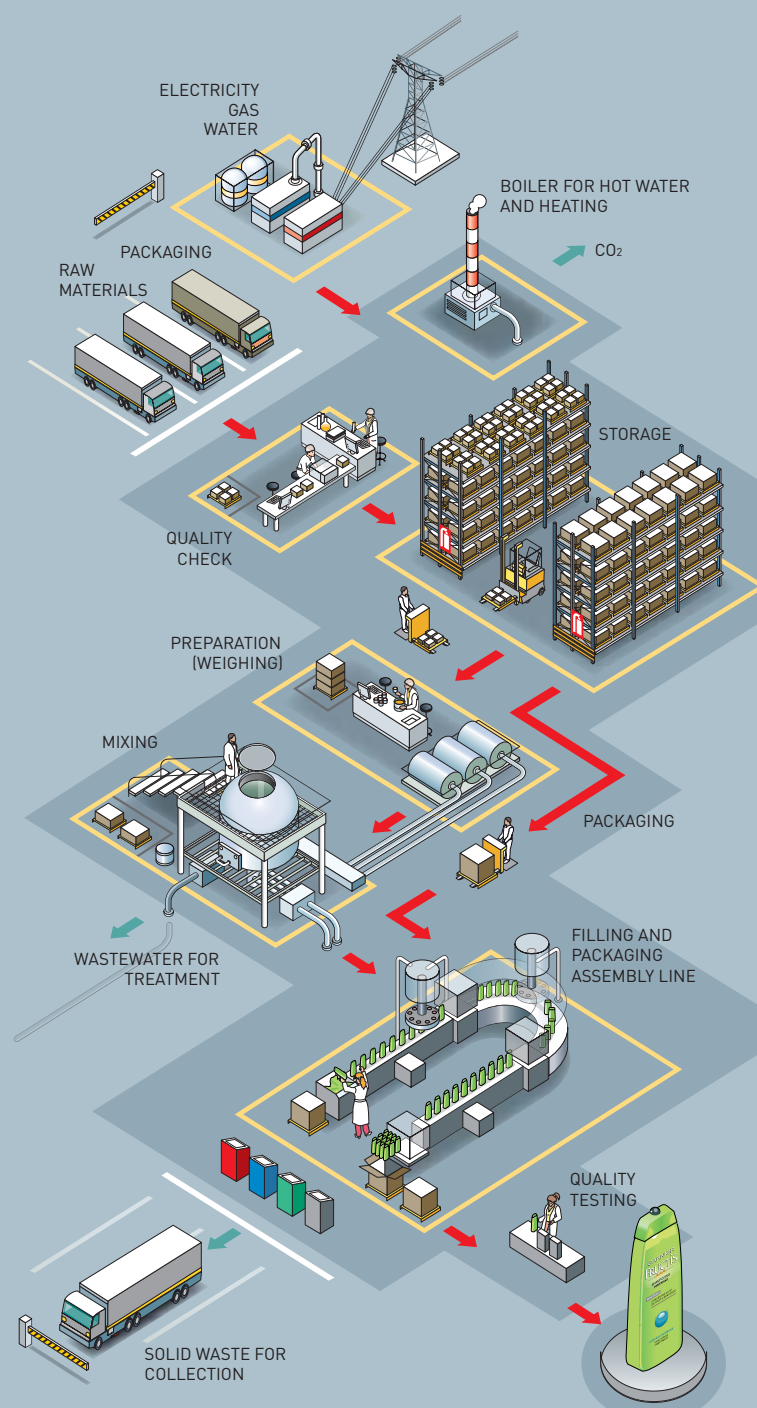 ELECTRICITY
GAS
WATER
BOILER FOR HOT WATER
AND HEATING
CO₂
PACKAGING
RAW
MATERIALS
STORAGE
QUALITY
CHECK
PREPARATION
(WEIGHING)
MIXING
PACKAGING
WASTEWATER FOR
TREATMENT
FILLING AND
PACKAGING
ASSEMBLY LINE
QUALITY
TESTING
SOLID WASTE FOR
COLLECTION